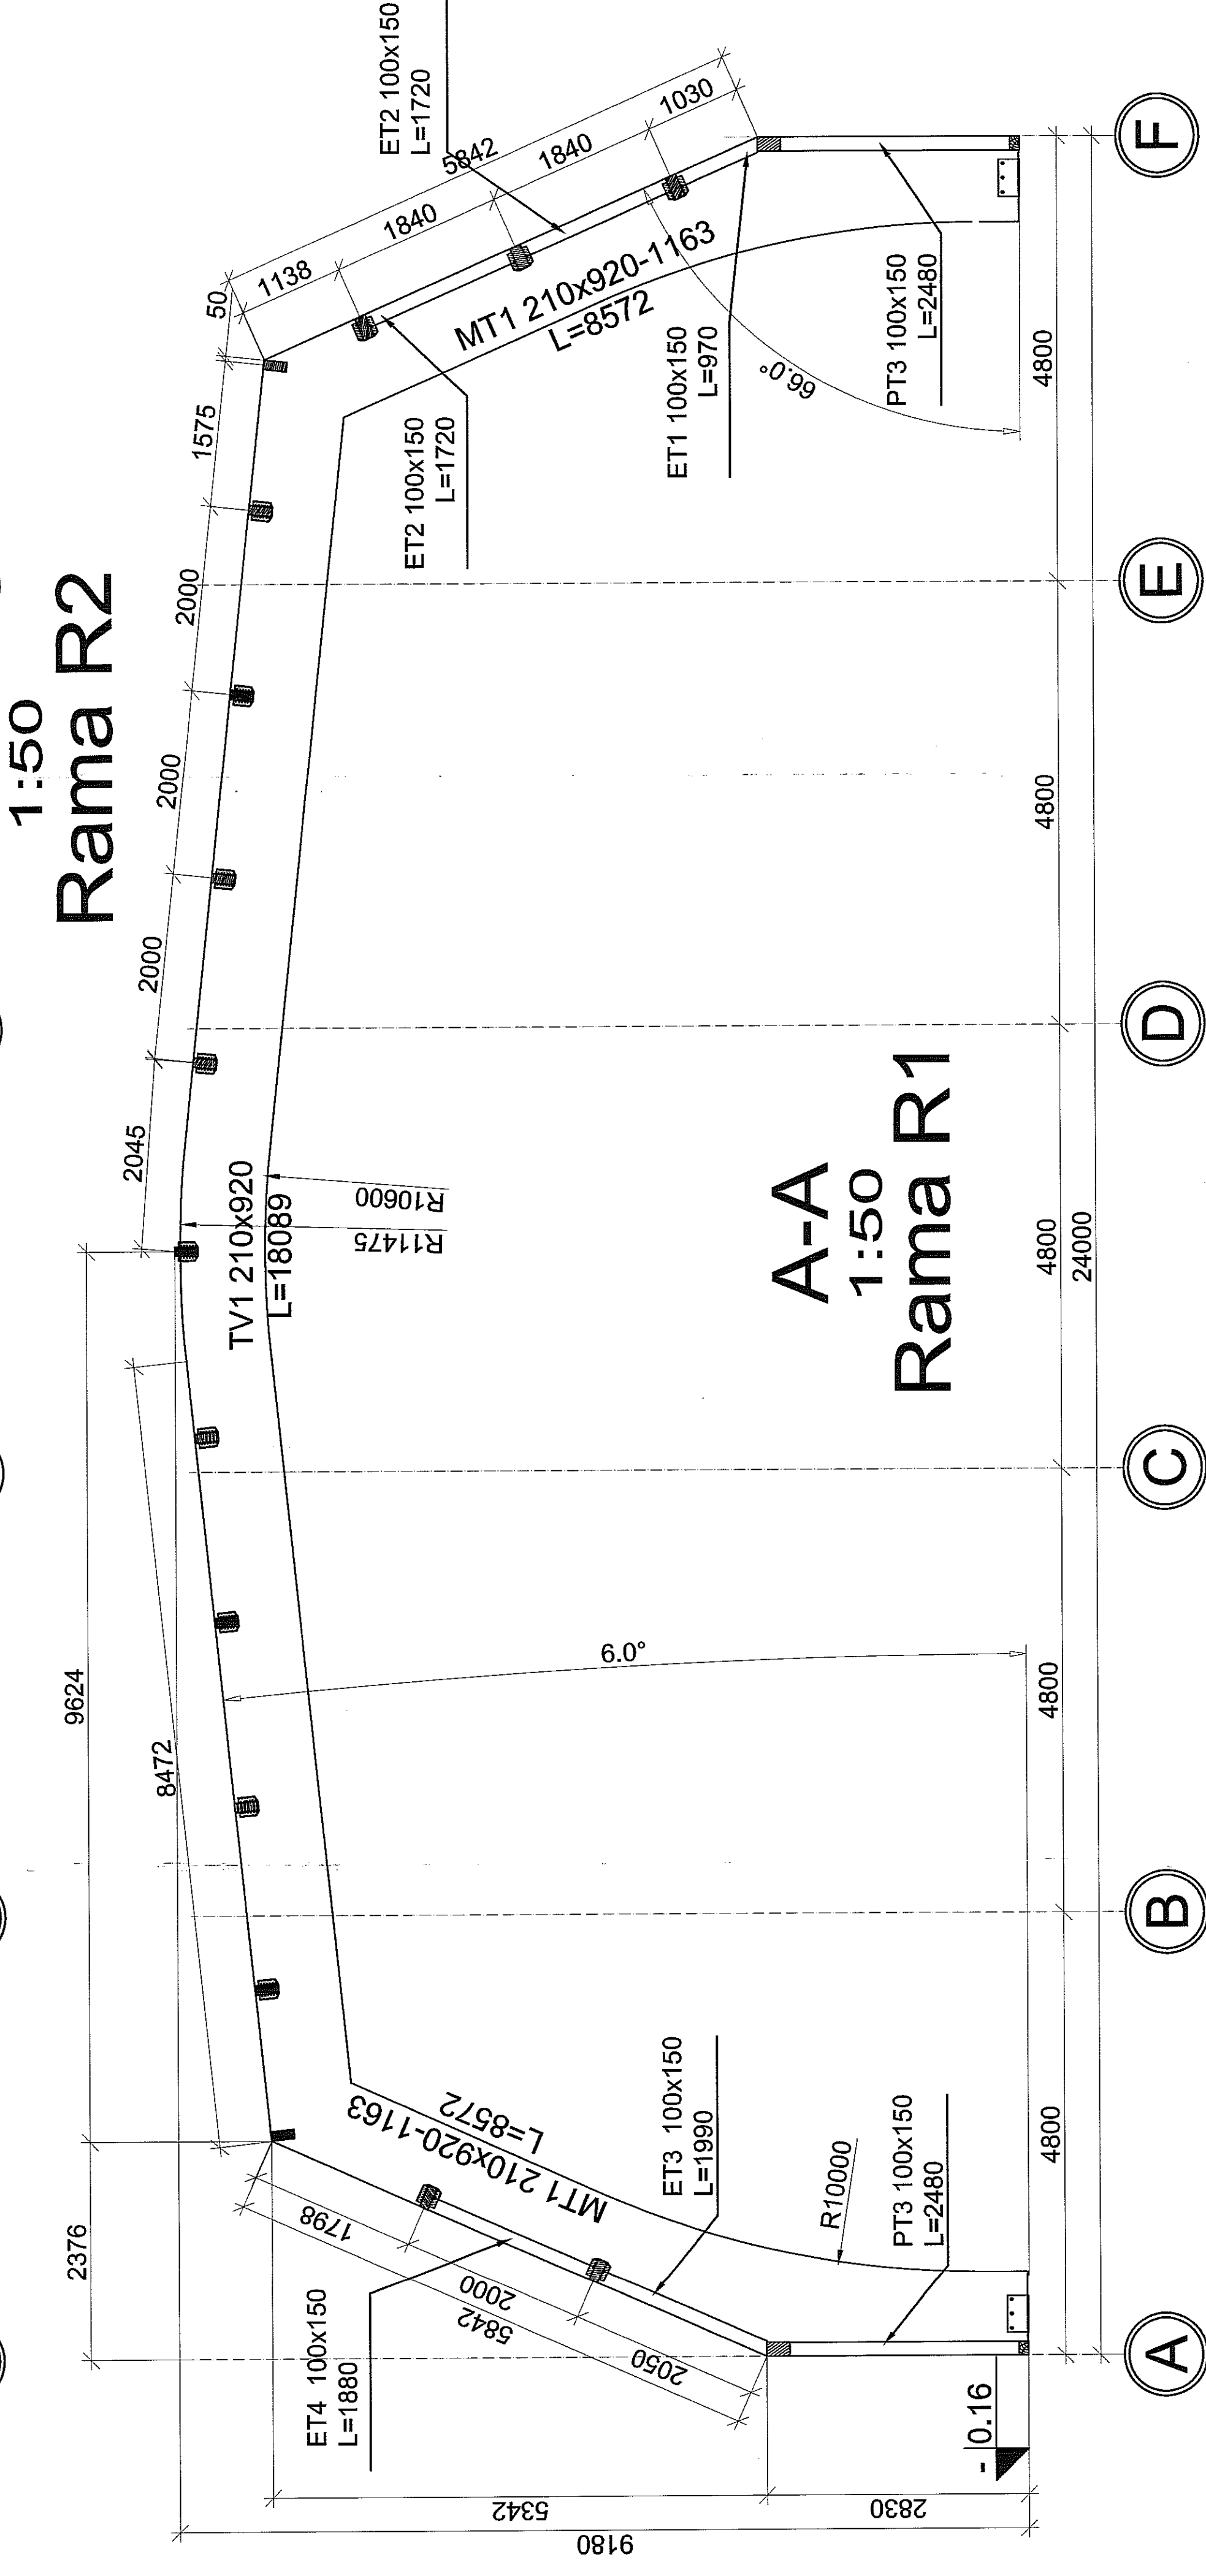 1:50
Rama R2
9624
2376
8472
2045
2000
2000
2000
1575
50
1138
1840
1840
1030
5842
ET2 100x150
L=1720
TV1 210x920
L=18089
R11475
R10600
MT1 210x920-1163
L=8572
MT1 210x920-1163
L=8572
ET2 100x150
L=1720
ET1 100x150
L=970
PT3 100x150
L=2480
66.0°
6.0°
1798
2000
2050
5842
ET4 100x150
L=1880
ET3 100x150
L=1990
R10000
PT3 100x150
L=2480
5342
2830
9180
- 0.16
A-A
1:50
Rama R1
4800
4800
4800
4800
4800
24000
A
B
C
D
E
F